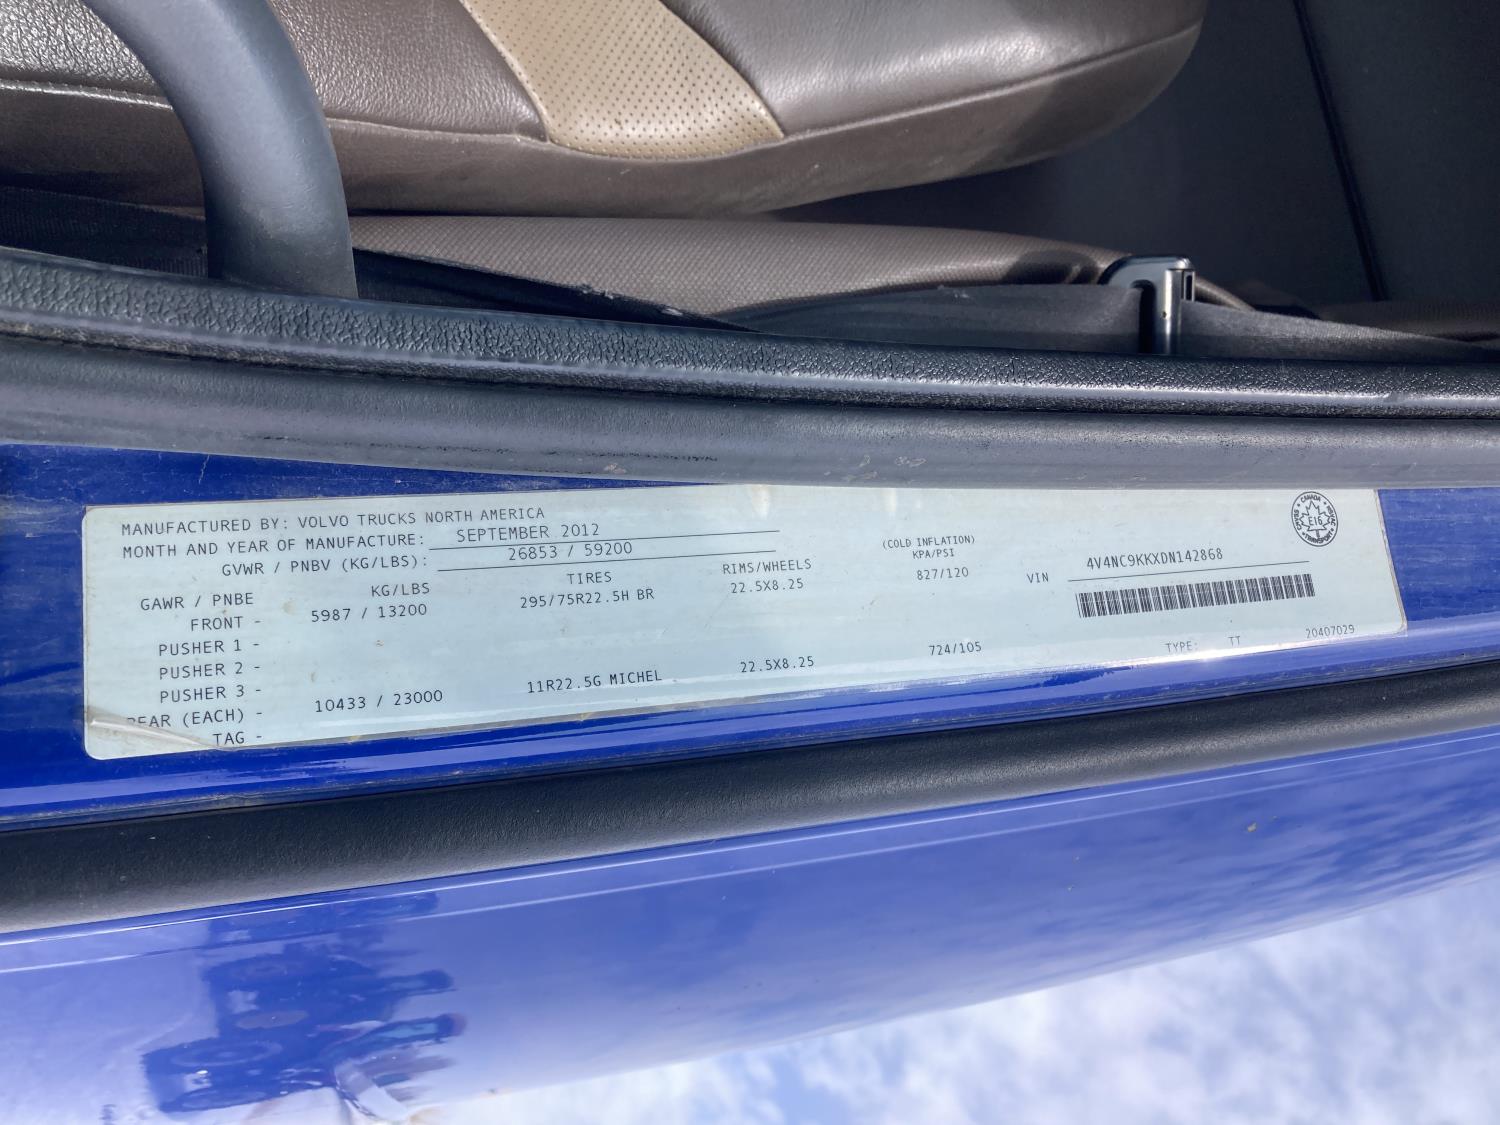 MANUFACTURED BY: VOLVO TRUCKS NORTH AMERICA
MONTH AND YEAR OF MANUFACTURE: SEPTEMBER 2012
GVWR / PNBV (KG/LBS): 26853 / 59200
GAWR / PNBE KG/LBS TIRES RIMS/WHEELS (COLD INFLATION) KPA/PSI
FRONT - 5987 / 13200 295/75R22.5H BR 22.5X8.25 827/120
PUSHER 1 -
PUSHER 2 -
PUSHER 3 -
REAR (EACH) - 10433 / 23000 11R22.5G MICHEL 22.5X8.25 724/105
TAG -
VIN 4V4NC9KKXDN142868
TYPE: TT 20407029
CANADA
E16
TRANSPORT